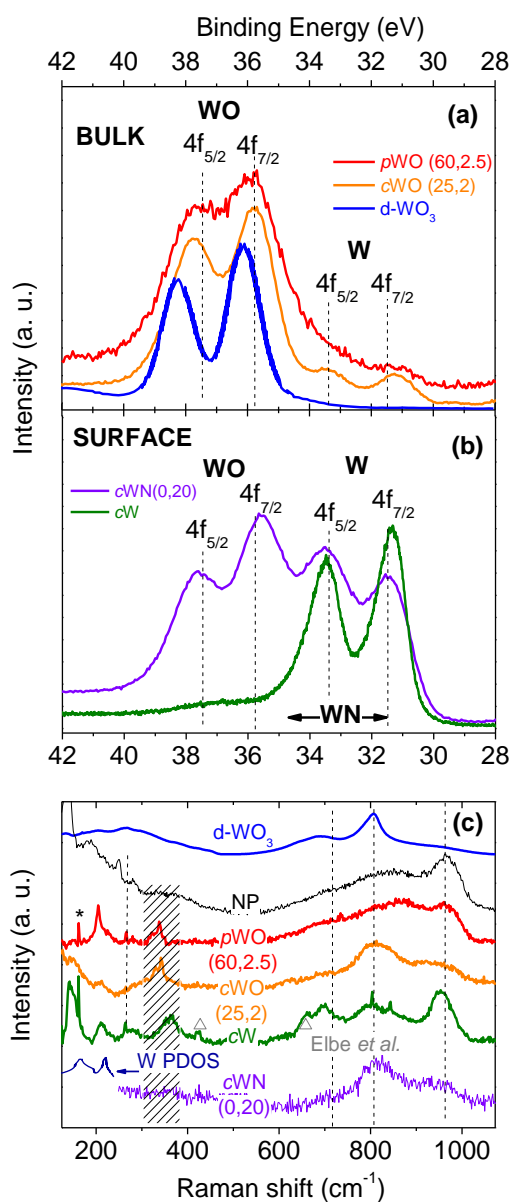 Binding Energy (eV)
42 40 38 36 34 32 30 28
BULK
WO
(a)
4f5/2 4f7/2
pWO (60,2.5)
cWO (25,2)
d-WO3
W
4f5/2 4f7/2
Intensity (a. u.)
SURFACE
(b)
WO
W
cWN(0,20)
cW
4f5/2 4f7/2 4f5/2 4f7/2
WN
42 40 38 36 34 32 30 28
(c)
d-WO3
NP
*
pWO
(60,2.5)
cWO
(25,2)
cW
Elbe et al.
W PDOS
cWN
(0,20)
Intensity (a. u.)
200 400 600 800 1000
Raman shift (cm-1)